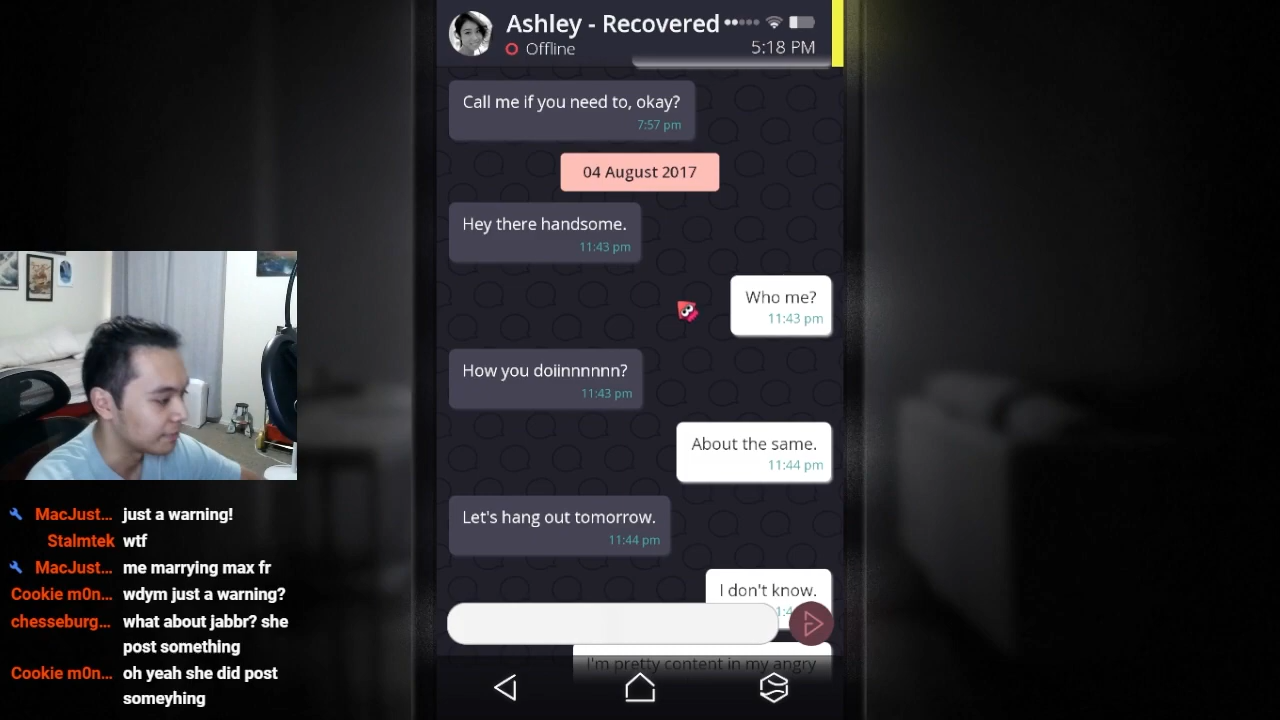 Ashley - Recovered
Offline
5:18 PM
Call me if you need to, okay?
7:57 pm
04 August 2017
Hey there handsome.
11:43 pm
Who me?
11:43 pm
How you doiinnnnnn?
11:43 pm
About the same.
11:44 pm
Let's hang out tomorrow.
11:44 pm
I don't know.
I'm pretty content in my angry
MacJust... just a warning!
Stalmtek wtf
MacJust... me marrying max fr
Cookie m0n... wdym just a warning?
chesseburg... what about jabbr? she
post something
Cookie m0n... oh yeah she did post
someyhing